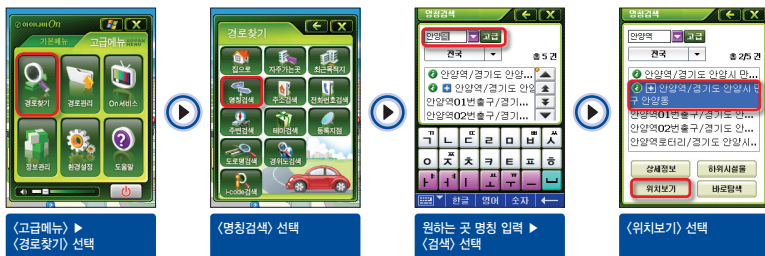 아이나비 On
기본메뉴
고급메뉴
경로찾기
경로관리
On서비스
정보관리
환경설정
도움말
〈고급메뉴〉 ▶
〈경로찾기〉 선택
경로찾기
집으로
자주가는곳
최근목적지
명칭검색
주소검색
전화번호검색
주변검색
테마검색
등록지점
도로명검색
경위도검색
i-code검색
〈명칭검색〉 선택
명칭검색
안양역
고급
전국
총 5 건
안양역/경기도 안양...
안양역/경기도 안양...
안양역01번출구/경기...
안양역02번출구/경기...
ㄱ ㄴ ㄷ ㄹ ㅁ ㅂ ㅅ
ㅇ ㅈ ㅊ ㅋ ㅌ ㅍ ㅎ
한글 영어 숫자
원하는 곳 명칭 입력 ▶
〈검색〉 선택
명칭검색
안양역
고급
전국
총 2/5 건
안양역/경기도 안양시 만...
안양역/경기도 안양시 만
구 안양동
안양역01번출구/경기도 안...
안양역02번출구/경기도 안...
안양역로터리/경기도 안양시..
상세정보
하위시설물
위치보기
바로탐색
〈위치보기〉 선택